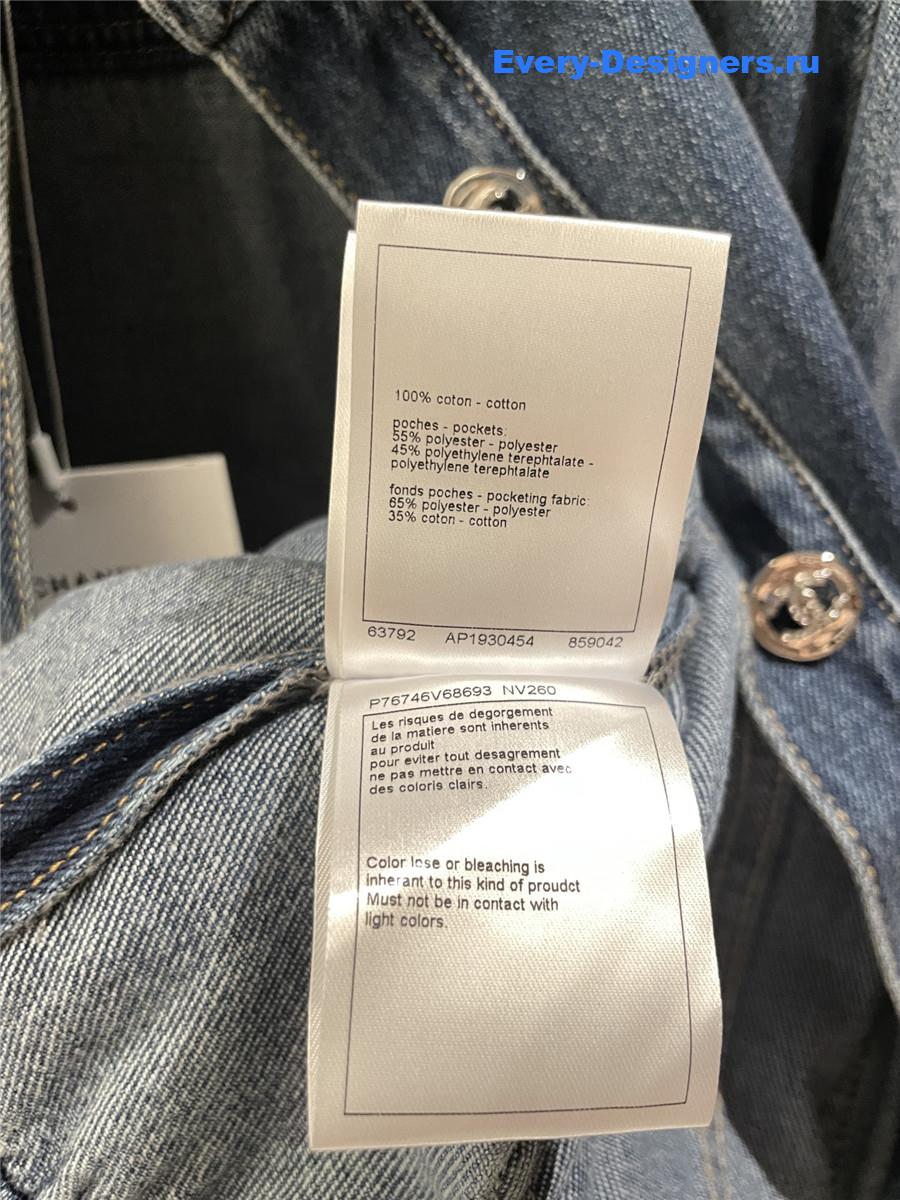 Every-Designers.ru
100% coton - cotton
poches - pockets:
55% polyester - polyester
45% polyethylene terephtalate -
polyethylene terephtalate
fonds poches - pocketing fabric:
65% polyester - polyester
35% coton - cotton
63792 AP1930454 859042
CHANEL
P76746V68693 NV260
Les risques de degorgement
de la matiere sont inherents
au produit
pour eviter tout desagrement
ne pas mettre en contact avec
des coloris clairs.
Color lose or bleaching is
inherant to this kind of proudct
Must not be in contact with
light colors.